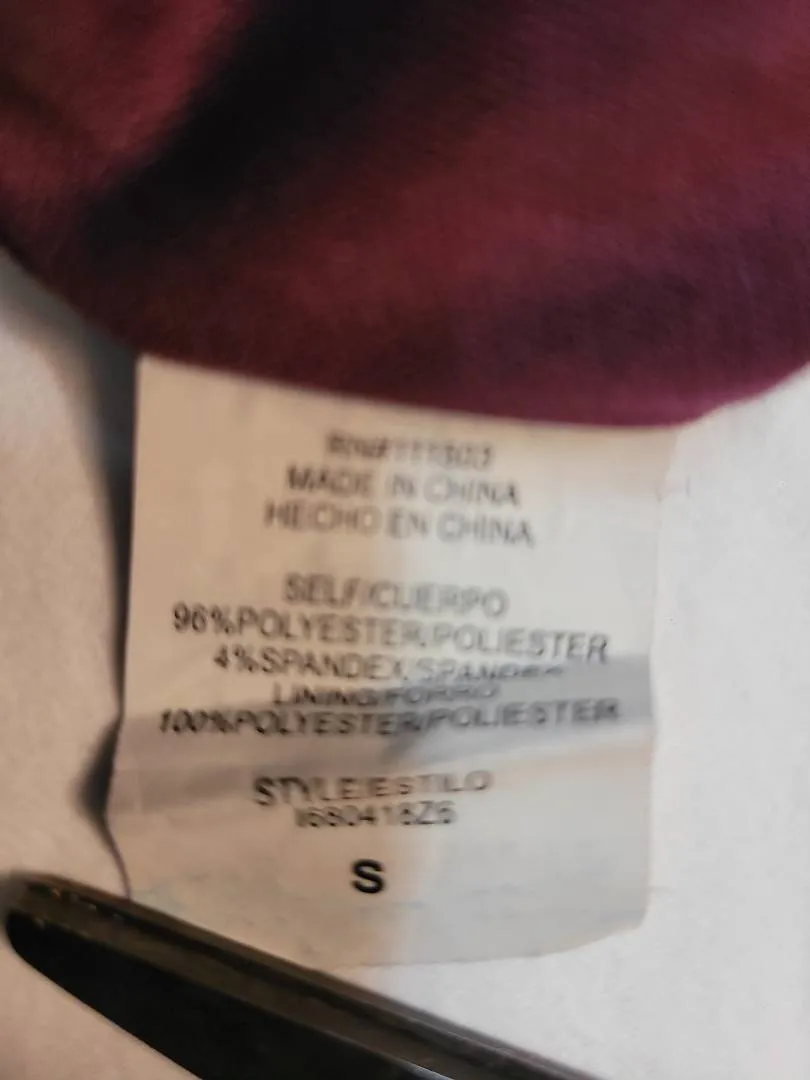 MADE IN CHINA
HECHO EN CHINA
SELF/CUERPO
96%POLYESTER/POLIESTER
4%SPANDEX/SPANDEX
LINING/FORRO
100%POLYESTER/POLIESTER
STYLE/ESTILO
S